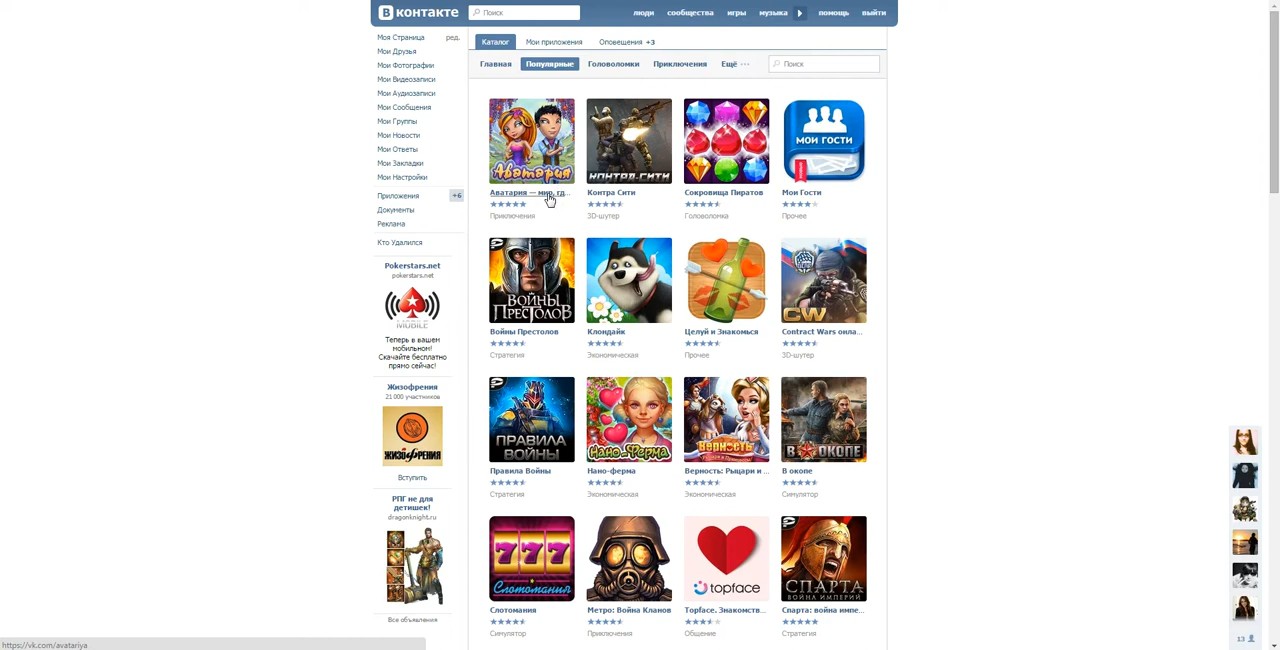 В контакте
Поиск
люди сообщества игры музыка помощь выйти
Моя Страница ред.
Мои Друзья
Мои Фотографии
Мои Видеозаписи
Мои Аудиозаписи
Мои Сообщения
Мои Группы
Мои Новости
Мои Ответы
Мои Закладки
Мои Настройки
Приложения +6
Документы
Реклама
Кто Удалился
Pokerstars.net
pokerstars.net
MOBILE
Теперь в вашем
мобильном!
Скачайте бесплатно
прямо сейчас!
Жизофрения
21 000 участников
ЖИЗОФРЕНИЯ
Вступить
РПГ не для
детишек!
dragonknight.ru
Все объявления
Каталог Мои приложения Оповещения +3
Главная Популярные Головоломки Приключения Ещё ···
Поиск
Аватария
КОНТРА СИТИ
МОИ ГОСТИ
Аватария — мир, гд... Контра Сити Сокровища Пиратов Мои Гости
Приключения 3D-шутер Головоломка Прочее
ВОЙНЫ
ПРЕСТОЛОВ
CW
Войны Престолов Клондайк Целуй и Знакомься Contract Wars онла...
Стратегия Экономическая Прочее 3D-шутер
ПРАВИЛА
ВОЙНЫ
НАНО-ФЕРМА
ВЕРНОСТЬ
В ОКОПЕ
Правила Войны Нано-ферма Верность: Рыцари и ... В окопе
Стратегия Экономическая Экономическая Симулятор
777
Слотомания
topface
СПАРТА
ВОЙНА ИМПЕРИЙ
Слотомания Метро: Война Кланов Topface. Знакомств... Спарта: война импе...
Симулятор Приключения Общение Стратегия
13
https://vk.com/avatariya